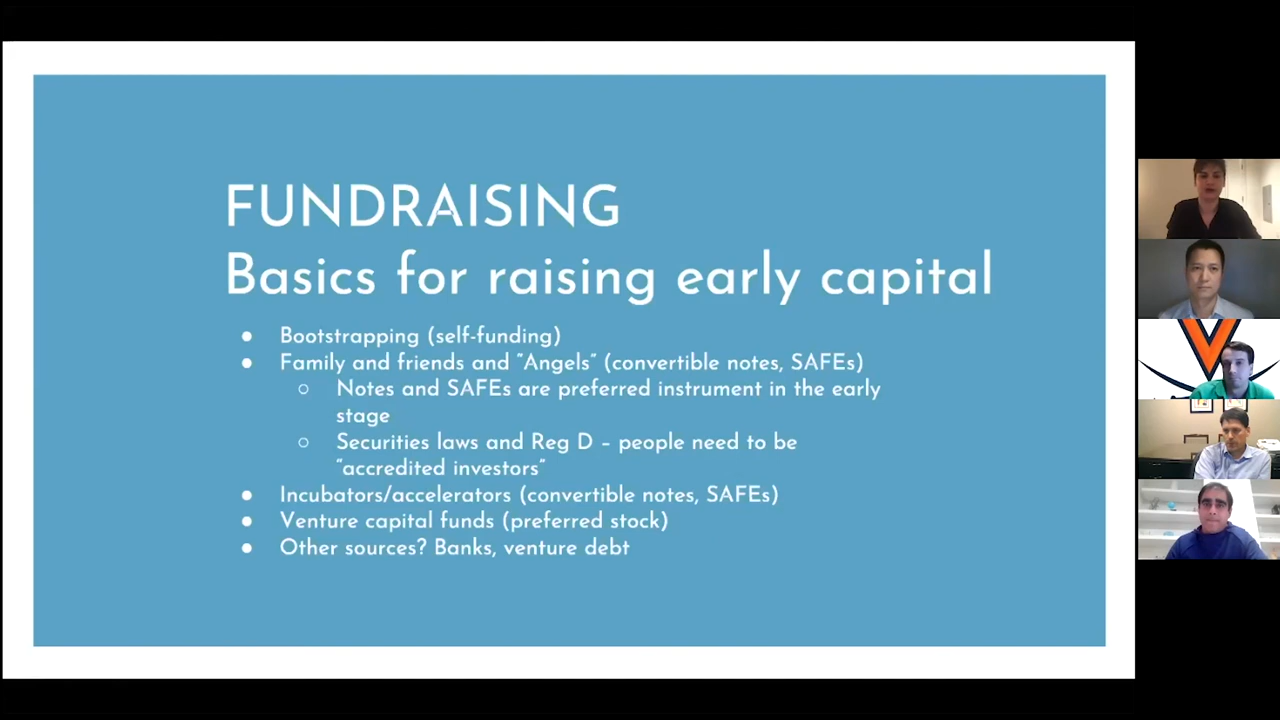 FUNDRAISING
Basics for raising early capital
● Bootstrapping (self-funding)
● Family and friends and "Angels" (convertible notes, SAFEs)
○ Notes and SAFEs are preferred instrument in the early
stage
○ Securities laws and Reg D – people need to be
"accredited investors"
● Incubators/accelerators (convertible notes, SAFEs)
● Venture capital funds (preferred stock)
● Other sources? Banks, venture debt